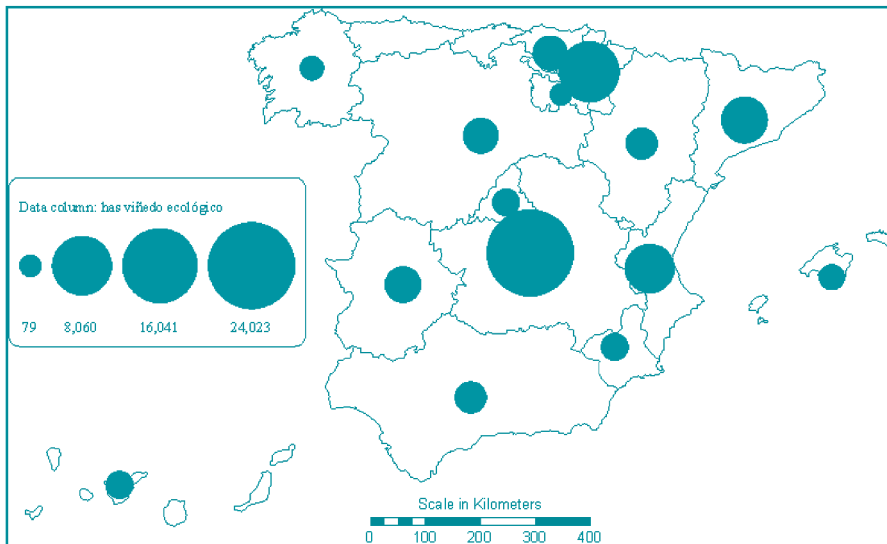 Data column: has viñedo ecológico
79 8,060 16,041 24,023
Scale in Kilometers
0 100 200 300 400